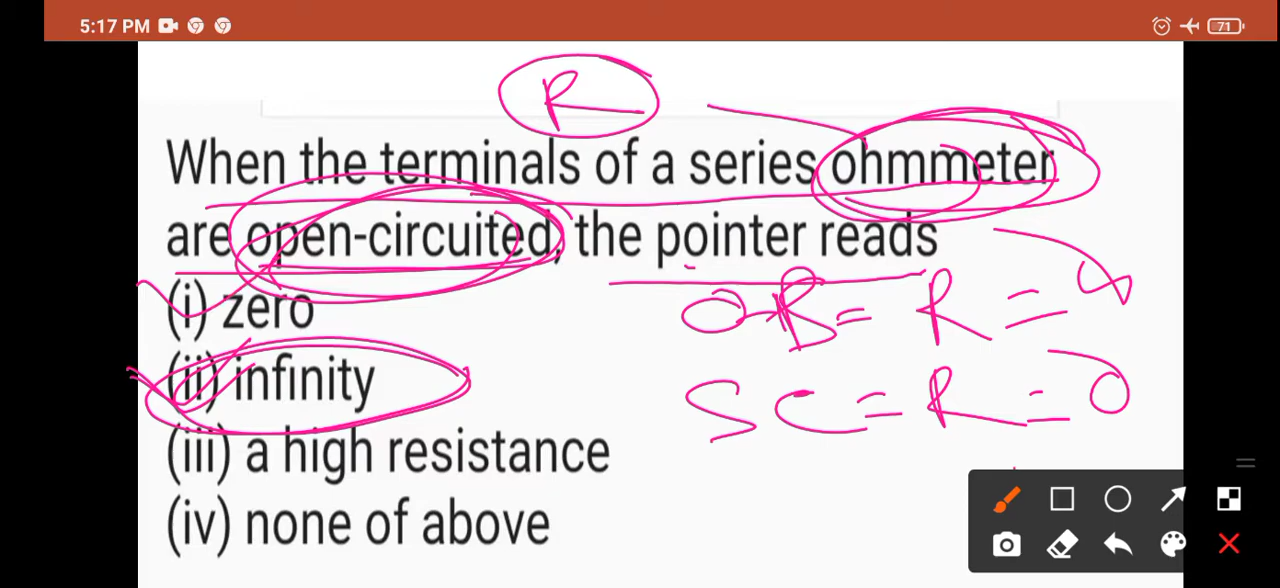 5:17 PM
71
R
When the terminals of a series ohmmeter
are open-circuited, the pointer reads
(i) zero
(ii) infinity
(iii) a high resistance
(iv) none of above
R = ∞
SC = R = 0